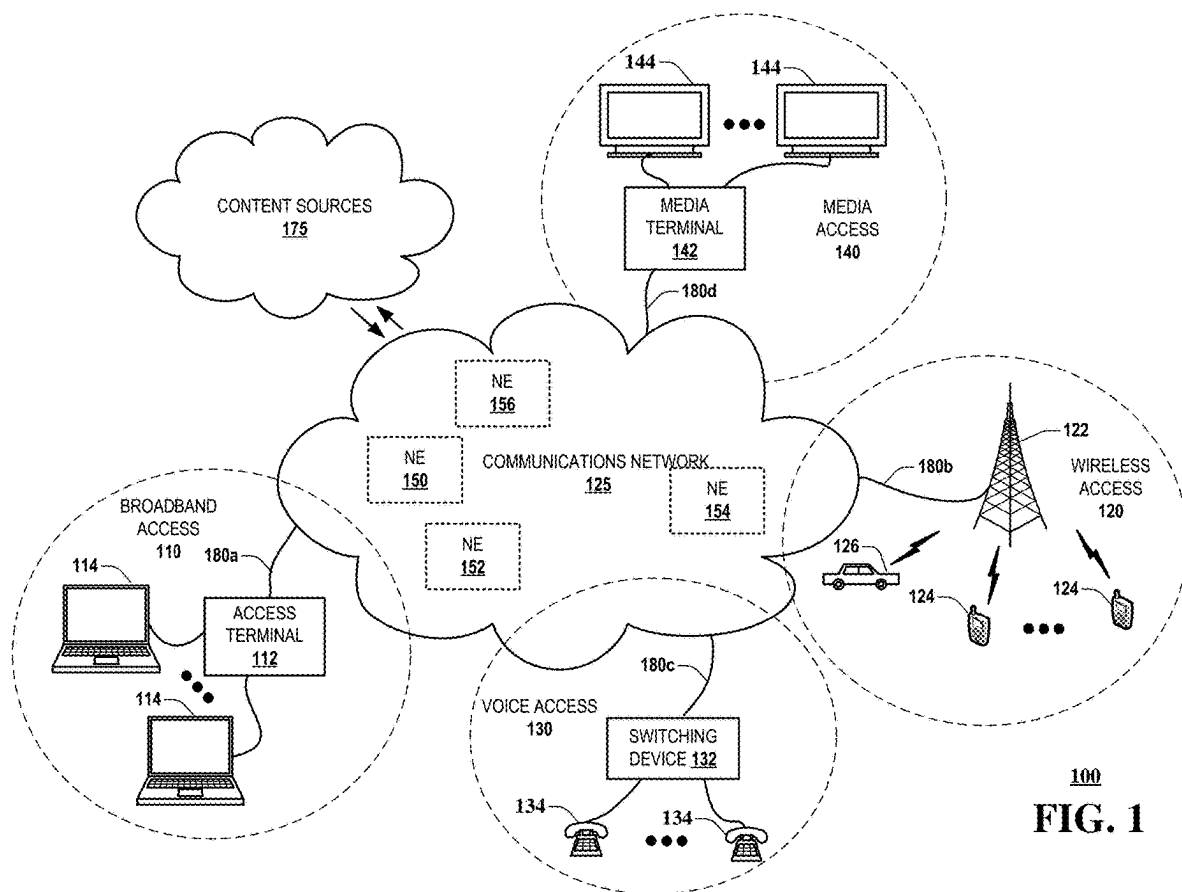 144
144
CONTENT SOURCES
175
MEDIA
TERMINAL
142
MEDIA
ACCESS
140
180d
NE
156
122
NE
150
COMMUNICATIONS NETWORK
125
NE
154
180b
WIRELESS
ACCESS
120
BROADBAND
ACCESS
110
180a
NE
152
126
114
124
124
ACCESS
TERMINAL
112
180c
114
VOICE ACCESS
130
SWITCHING
DEVICE 132
134
134
100
FIG. 1